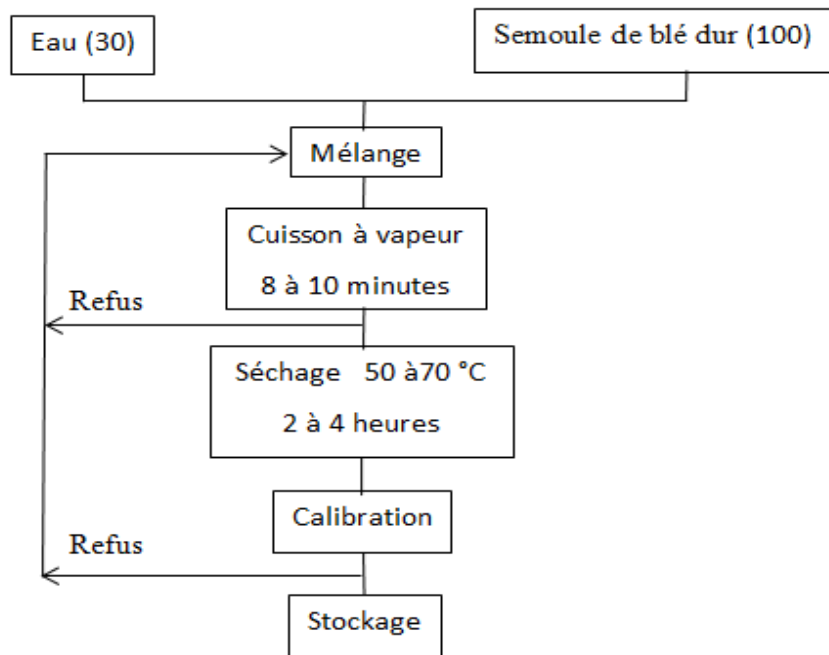 Eau (30)
Semoule de blé dur (100)
Mélange
Cuisson à vapeur
8 à 10 minutes
Refus
Séchage 50 à70 °C
2 à 4 heures
Calibration
Refus
Stockage